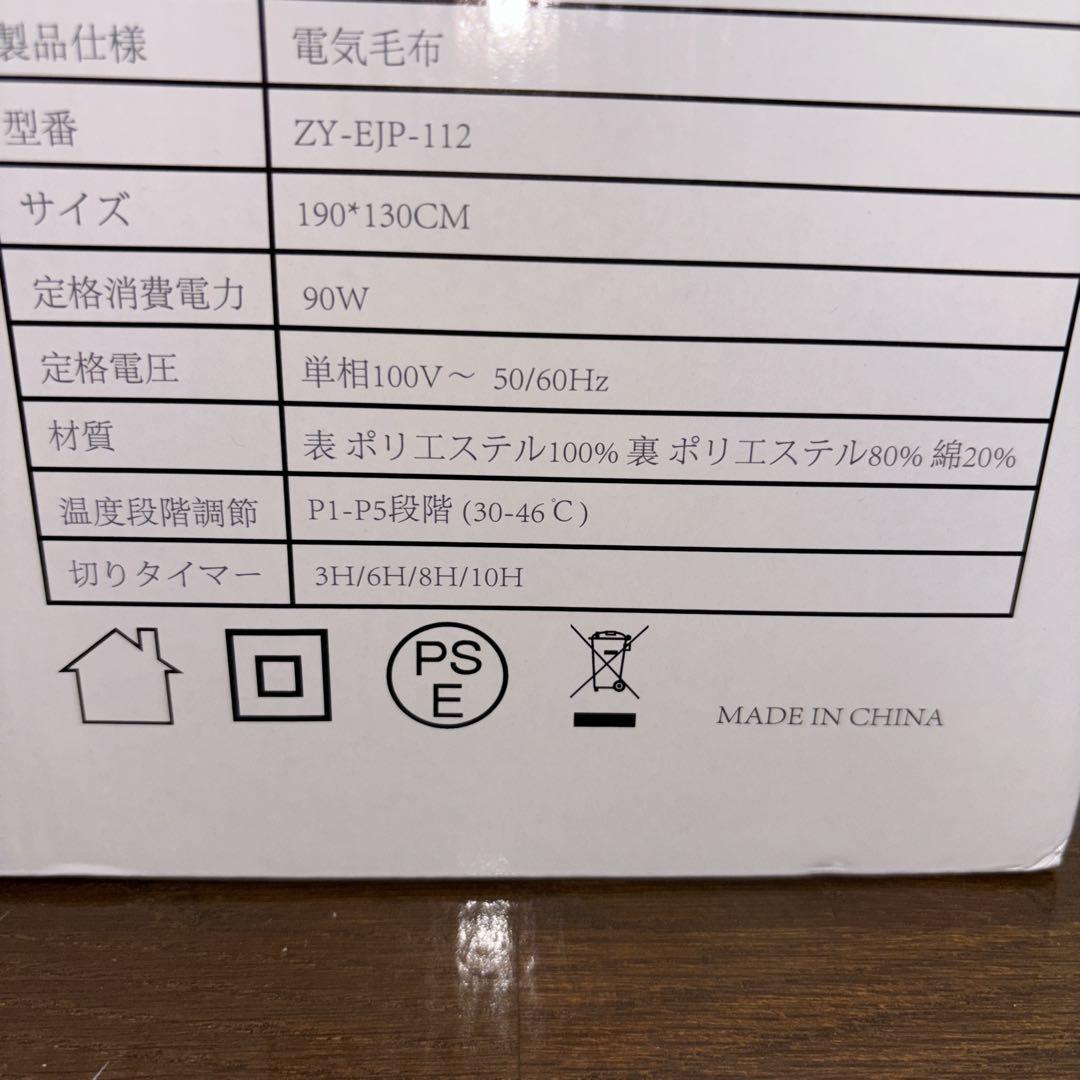 製品仕様 電気毛布
型番 ZY-EJP-112
サイズ 190*130CM
定格消費電力 90W
定格電圧 単相100V～ 50/60Hz
材質 表 ポリエステル100% 裏 ポリエステル80% 綿20%
温度段階調節 P1-P5段階 (30-46℃)
切りタイマー 3H/6H/8H/10H
PS
E
MADE IN CHINA